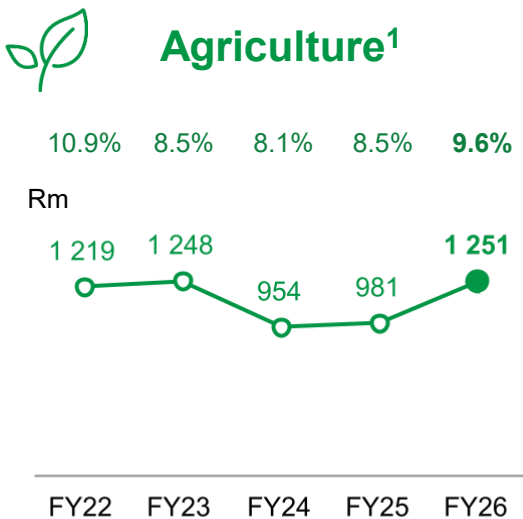 Agriculture¹
10.9% 8.5% 8.1% 8.5% 9.6%
Rm
1 219 1 248 954 981 1 251
FY22 FY23 FY24 FY25 FY26